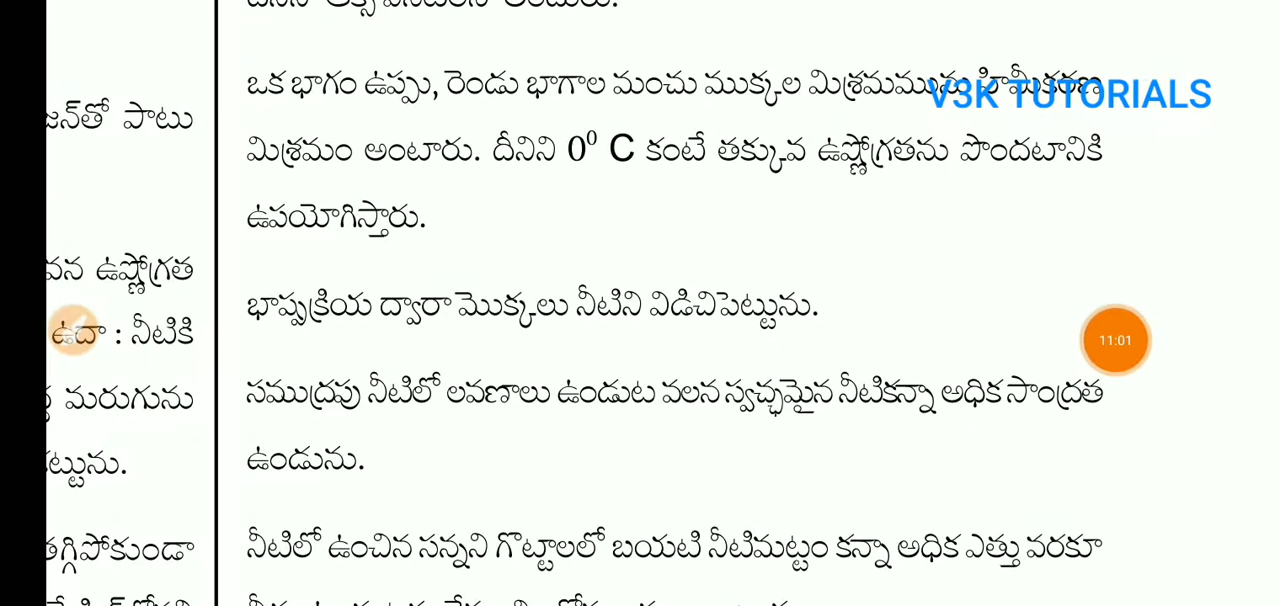 ఒక భాగం ఉప్పు, రెండు భాగాల మంచు ముక్కల మిశ్రమమును హిమీకరణ
V3K TUTORIALS
జన్‌తో పాటు
మిశ్రమం అంటారు. దీనిని 0⁰ C కంటే తక్కువ ఉష్ణోగ్రతను పొందటానికి
ఉపయోగిస్తారు.
ఉష్ణోగ్రత
భాష్పక్రియ ద్వారా మొక్కలు నీటిని విడిచిపెట్టును.
ఉదా : నీటికి
11:01
మరుగును
సముద్రపు నీటిలో లవణాలు ఉండుట వలన స్వచ్ఛమైన నీటికన్నా అధిక సాంద్రత
ఉండును.
తగ్గిపోకుండా
నీటిలో ఉంచిన సన్నని గొట్టాలలో బయటి నీటిమట్టం కన్నా అధిక ఎత్తు వరకూ